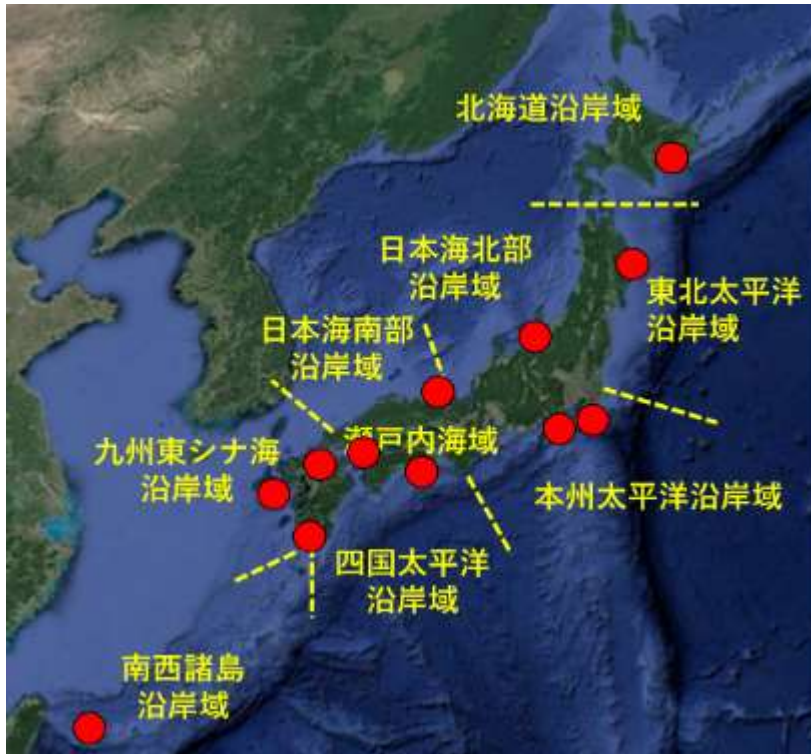 北海道沿岸域
日本海北部
沿岸域
東北太平洋
沿岸域
日本海南部
沿岸域
瀬戸内海域
九州東シナ海
沿岸域
本州太平洋沿岸域
四国太平洋
沿岸域
南西諸島
沿岸域